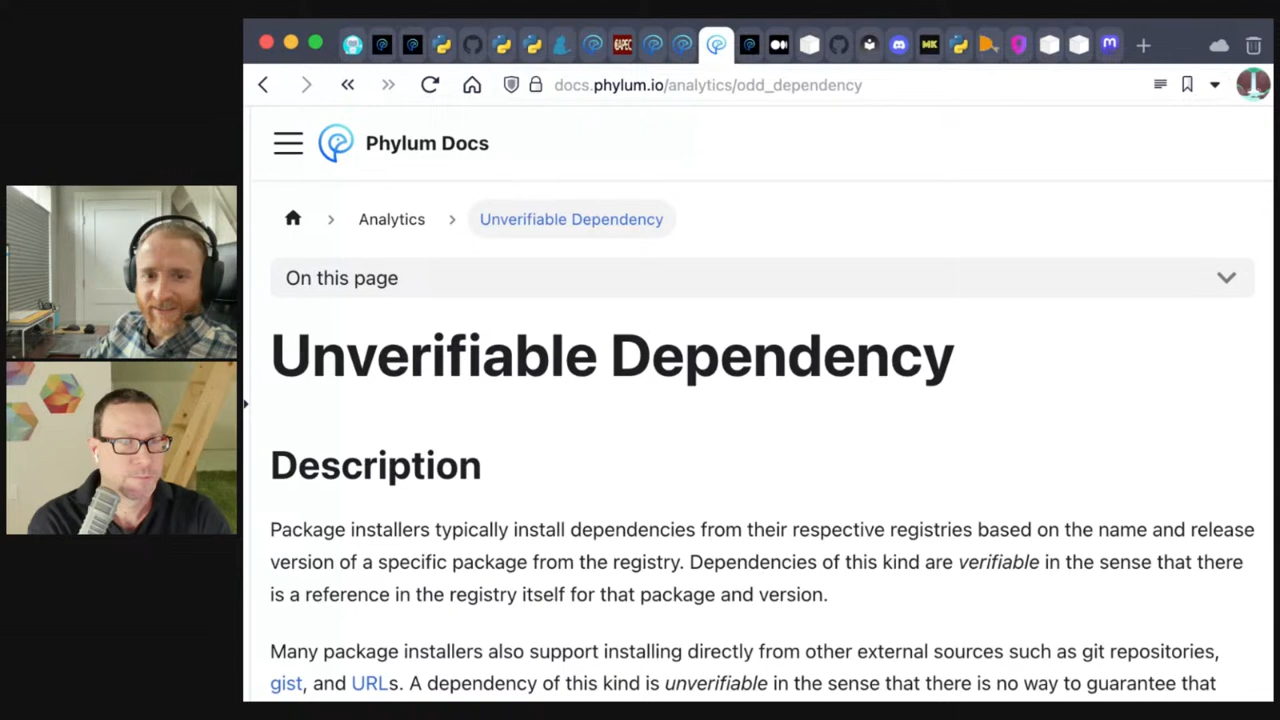 docs.phylum.io/analytics/odd_dependency
Phylum Docs
Analytics
Unverifiable Dependency
On this page
Unverifiable Dependency
Description
Package installers typically install dependencies from their respective registries based on the name and release
version of a specific package from the registry. Dependencies of this kind are verifiable in the sense that there
is a reference in the registry itself for that package and version.
Many package installers also support installing directly from other external sources such as git repositories,
gist, and URLs. A dependency of this kind is unverifiable in the sense that there is no way to guarantee that